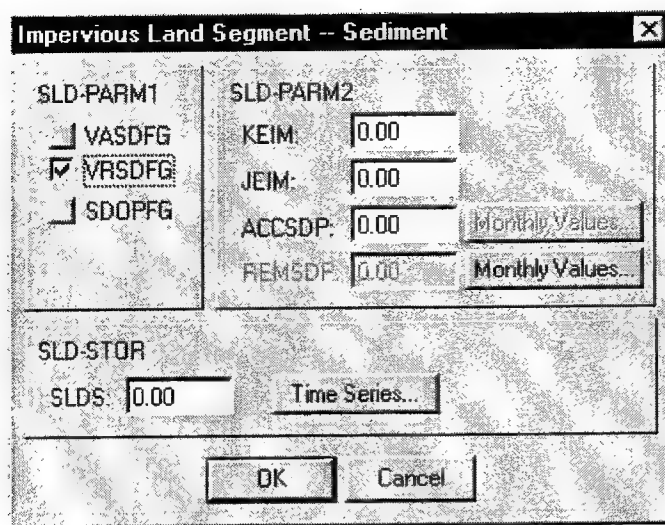 Impervious Land Segment -- Sediment
SLD-PARM1
VASDFG
VRSDFG
SDOPFG
SLD-PARM2
KEIM: 0.00
JEIM: 0.00
ACCSDP: 0.00 Monthly Values...
REMSDP: 0.00 Monthly Values...
SLD-STOR
SLDS: 0.00 Time Series...
OK Cancel